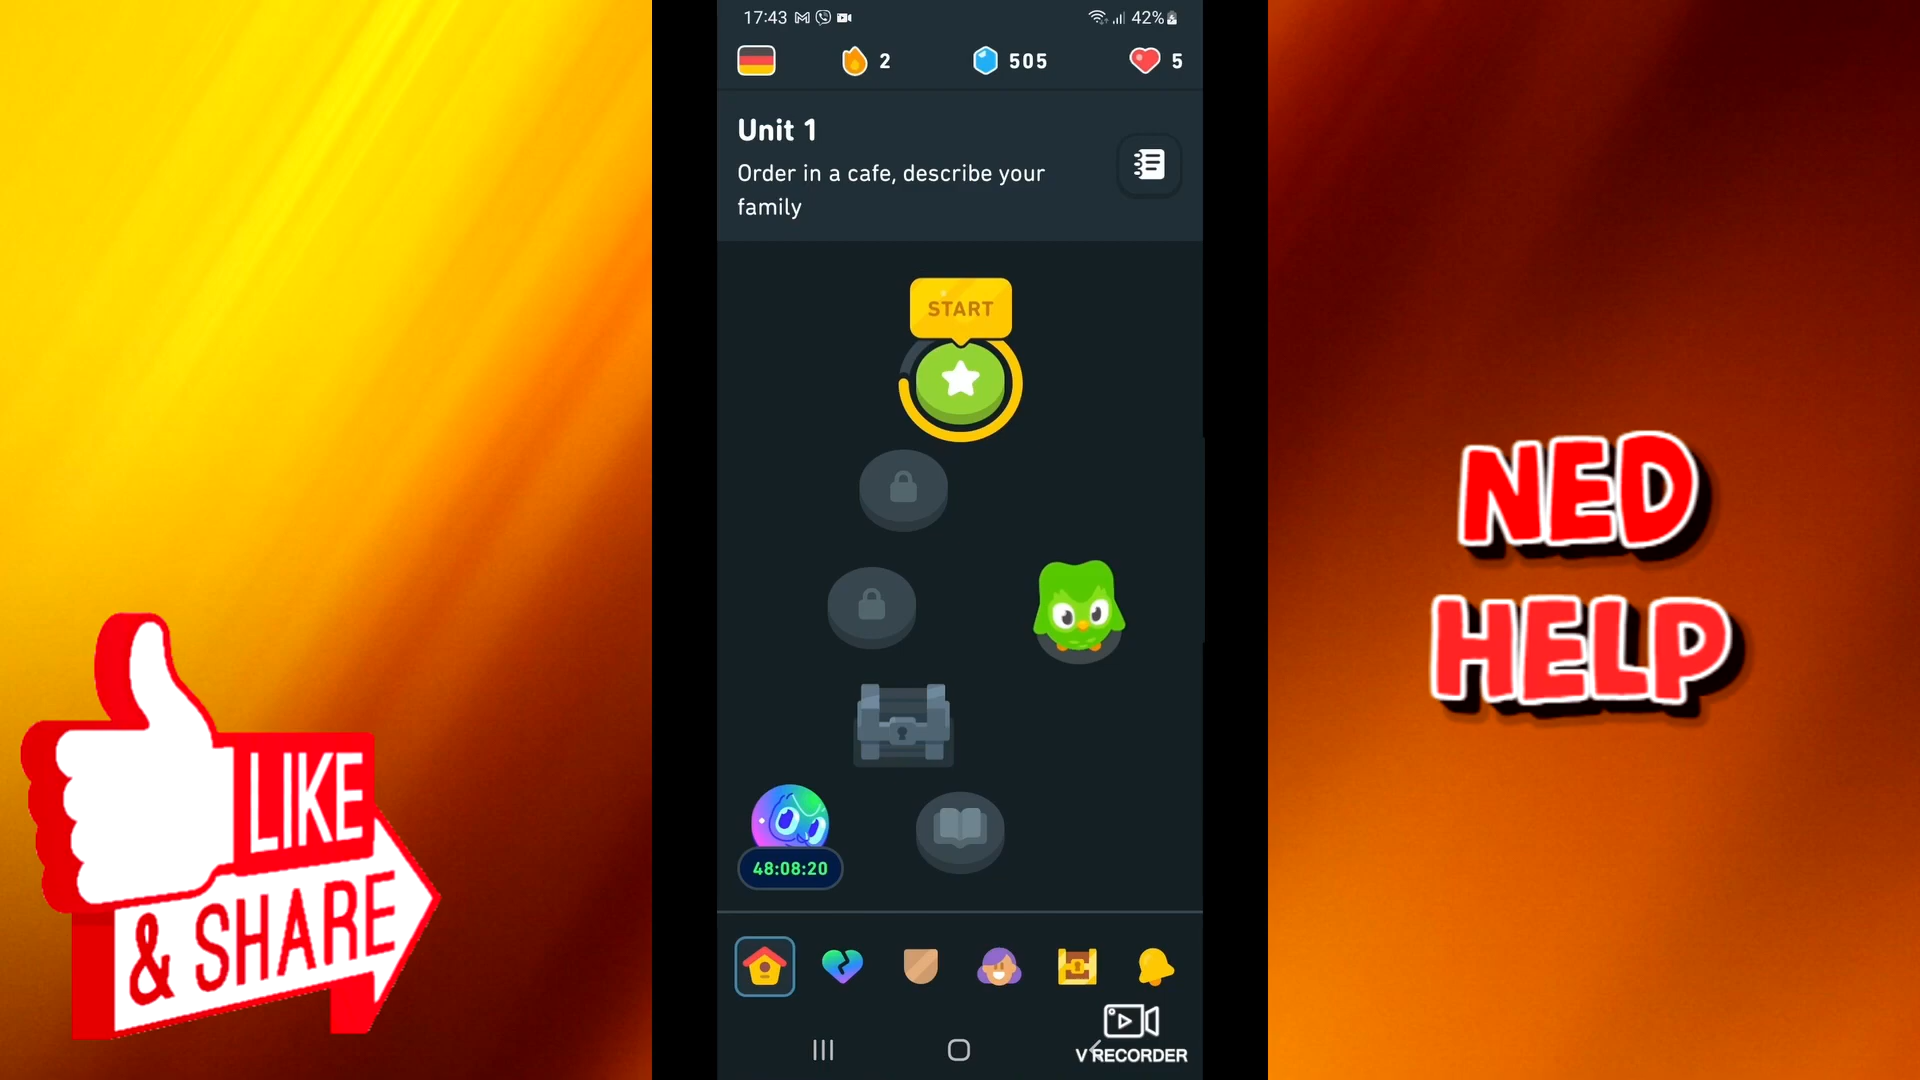 17:43
42%
2
505
5
Unit 1
Order in a cafe, describe your
family
START
48:08:20
V RECORDER
LIKE
& SHARE
NED
HELP